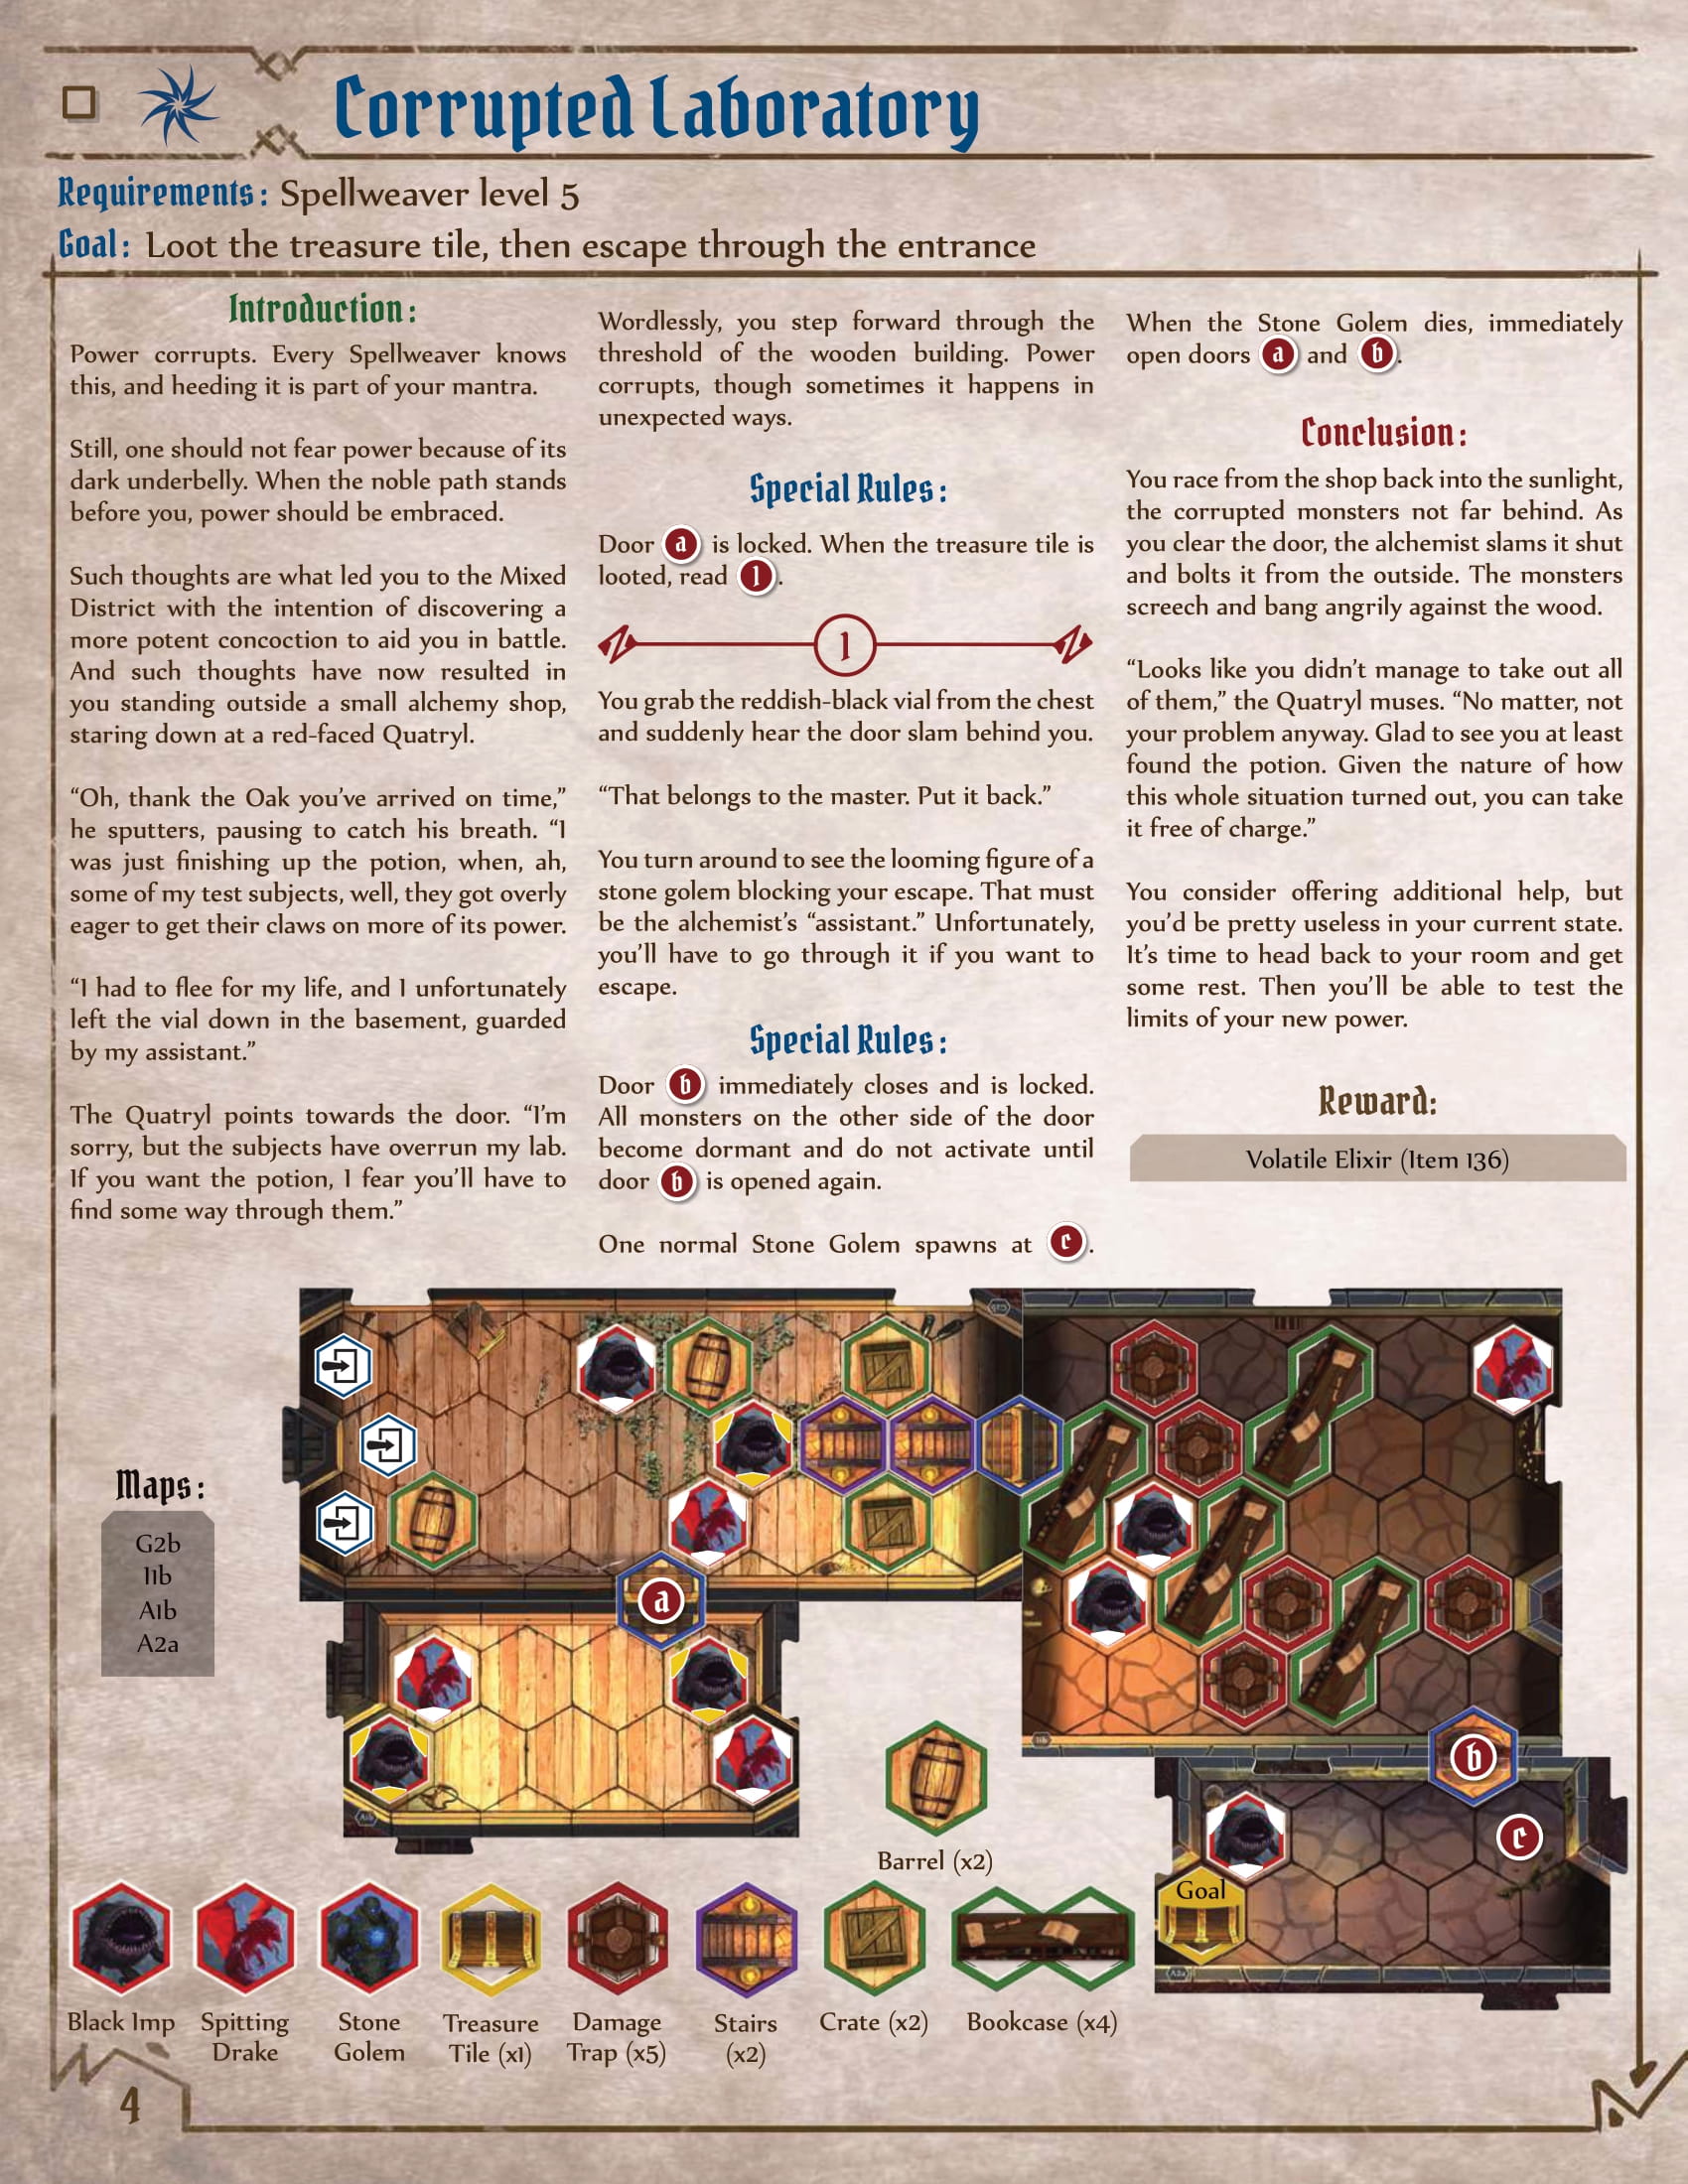 Corrupted Laboratory
Requirements: Spellweaver level 5
Goal: Loot the treasure tile, then escape through the entrance
Introduction:
Power corrupts. Every Spellweaver knows
this, and heeding it is part of your mantra.
Still, one should not fear power because of its
dark underbelly. When the noble path stands
before you, power should be embraced.
Such thoughts are what led you to the Mixed
District with the intention of discovering a
more potent concoction to aid you in battle.
And such thoughts have now resulted in
you standing outside a small alchemy shop,
staring down at a red-faced Quatryl.
“Oh, thank the Oak you’ve arrived on time,”
he sputters, pausing to catch his breath. “I
was just finishing up the potion, when, ah,
some of my test subjects, well, they got overly
eager to get their claws on more of its power.
“I had to flee for my life, and I unfortunately
left the vial down in the basement, guarded
by my assistant.”
The Quatryl points towards the door. “I’m
sorry, but the subjects have overrun my lab.
If you want the potion, I fear you’ll have to
find some way through them.”
Wordlessly, you step forward through the
threshold of the wooden building. Power
corrupts, though sometimes it happens in
unexpected ways.
Special Rules:
Door a is locked. When the treasure tile is
looted, read 1.
1
You grab the reddish-black vial from the chest
and suddenly hear the door slam behind you.
“That belongs to the master. Put it back.”
You turn around to see the looming figure of a
stone golem blocking your escape. That must
be the alchemist’s “assistant.” Unfortunately,
you’ll have to go through it if you want to
escape.
Special Rules:
Door b immediately closes and is locked.
All monsters on the other side of the door
become dormant and do not activate until
door b is opened again.
One normal Stone Golem spawns at c.
When the Stone Golem dies, immediately
open doors a and b.
Conclusion:
You race from the shop back into the sunlight,
the corrupted monsters not far behind. As
you clear the door, the alchemist slams it shut
and bolts it from the outside. The monsters
screech and bang angrily against the wood.
“Looks like you didn’t manage to take out all
of them,” the Quatryl muses. “No matter, not
your problem anyway. Glad to see you at least
found the potion. Given the nature of how
this whole situation turned out, you can take
it free of charge.”
You consider offering additional help, but
you’d be pretty useless in your current state.
It’s time to head back to your room and get
some rest. Then you’ll be able to test the
limits of your new power.
Reward:
Volatile Elixir (Item 136)
Maps:
G2b
I1b
A1b
A2a
G2b
a
A1b
I1b
b
c
Goal
A2a
Barrel (x2)
Black Imp
Spitting
Drake
Stone
Golem
Treasure
Tile (x1)
Damage
Trap (x5)
Stairs
(x2)
Crate (x2)
Bookcase (x4)
4